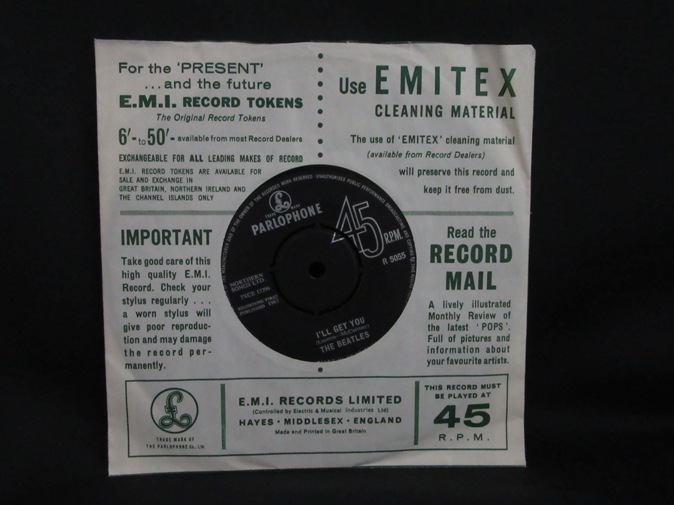 For the 'PRESENT'
...and the future
E.M.I. RECORD TOKENS
The Original Record Tokens
6'- to 50'- available from most Record Dealers
EXCHANGEABLE FOR ALL LEADING MAKES OF RECORD
E.M.I. RECORD TOKENS ARE AVAILABLE FOR
SALE AND EXCHANGE IN
GREAT BRITAIN, NORTHERN IRELAND AND
THE CHANNEL ISLANDS ONLY
Use EMITEX
CLEANING MATERIAL
The use of 'EMITEX' cleaning material
(available from Record Dealers)
will preserve this record and
keep it free from dust.
IMPORTANT
Take good care of this
high quality E.M.I.
Record. Check your
stylus regularly ...
a worn stylus will
give poor reproduc-
tion and may damage
the record per-
manently.
TRADE MARK
PARLOPHONE
45 R.P.M.
R 5055
NORTHERN
SONGS LTD.
I'LL GET YOU
THE BEATLES
Read the
RECORD
MAIL
A lively illustrated
Monthly Review of
the latest 'POPS'.
Full of pictures and
information about
your favourite artists.
£
TRADE MARK OF
THE PARLOPHONE Co. Ltd.
E.M.I. RECORDS LIMITED
(Controlled by Electric & Musical Industries Ltd)
HAYES · MIDDLESEX · ENGLAND
Made and Printed in Great Britain
THIS RECORD MUST
BE PLAYED AT
45
R.P.M.